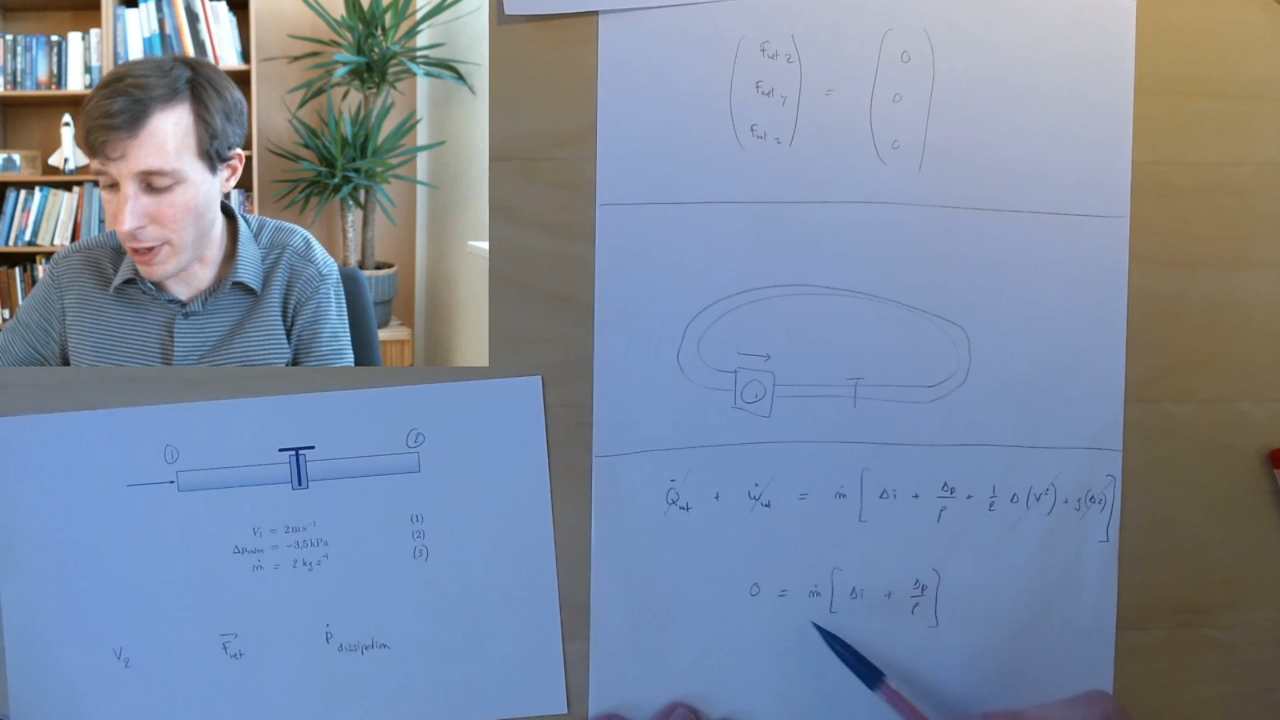 F_net x = 0
F_net y = 0
F_net z = 0
Q̇_net + Ẇ_net = ṁ [ Δi + Δp/ρ + 1/2 Δ(V²) + g(Δz) ]
0 = ṁ [ Δi + Δp/ρ ]
① ②
V₁ = 2 m s⁻¹ (1)
Δp_valve = −3,5 kPa (2)
ṁ = 2 kg s⁻¹ (3)
V₂ F⃗_net Ṗ_dissipation